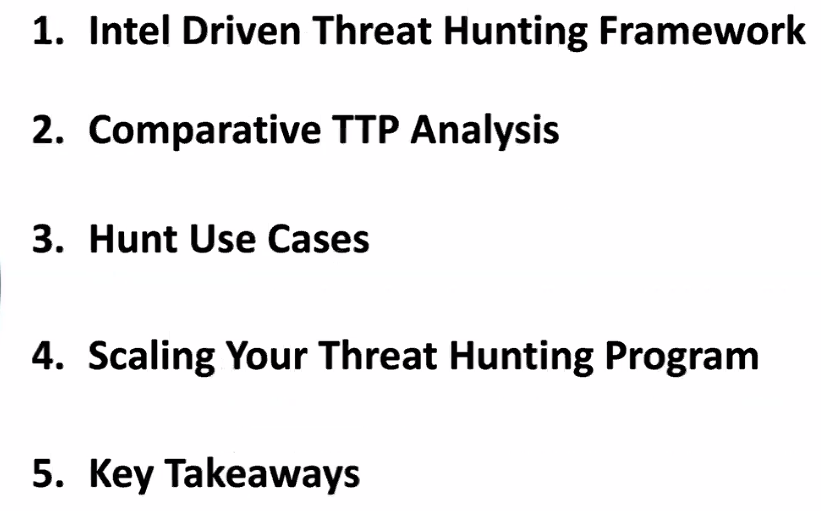 1. Intel Driven Threat Hunting Framework
2. Comparative TTP Analysis
3. Hunt Use Cases
4. Scaling Your Threat Hunting Program
5. Key Takeaways